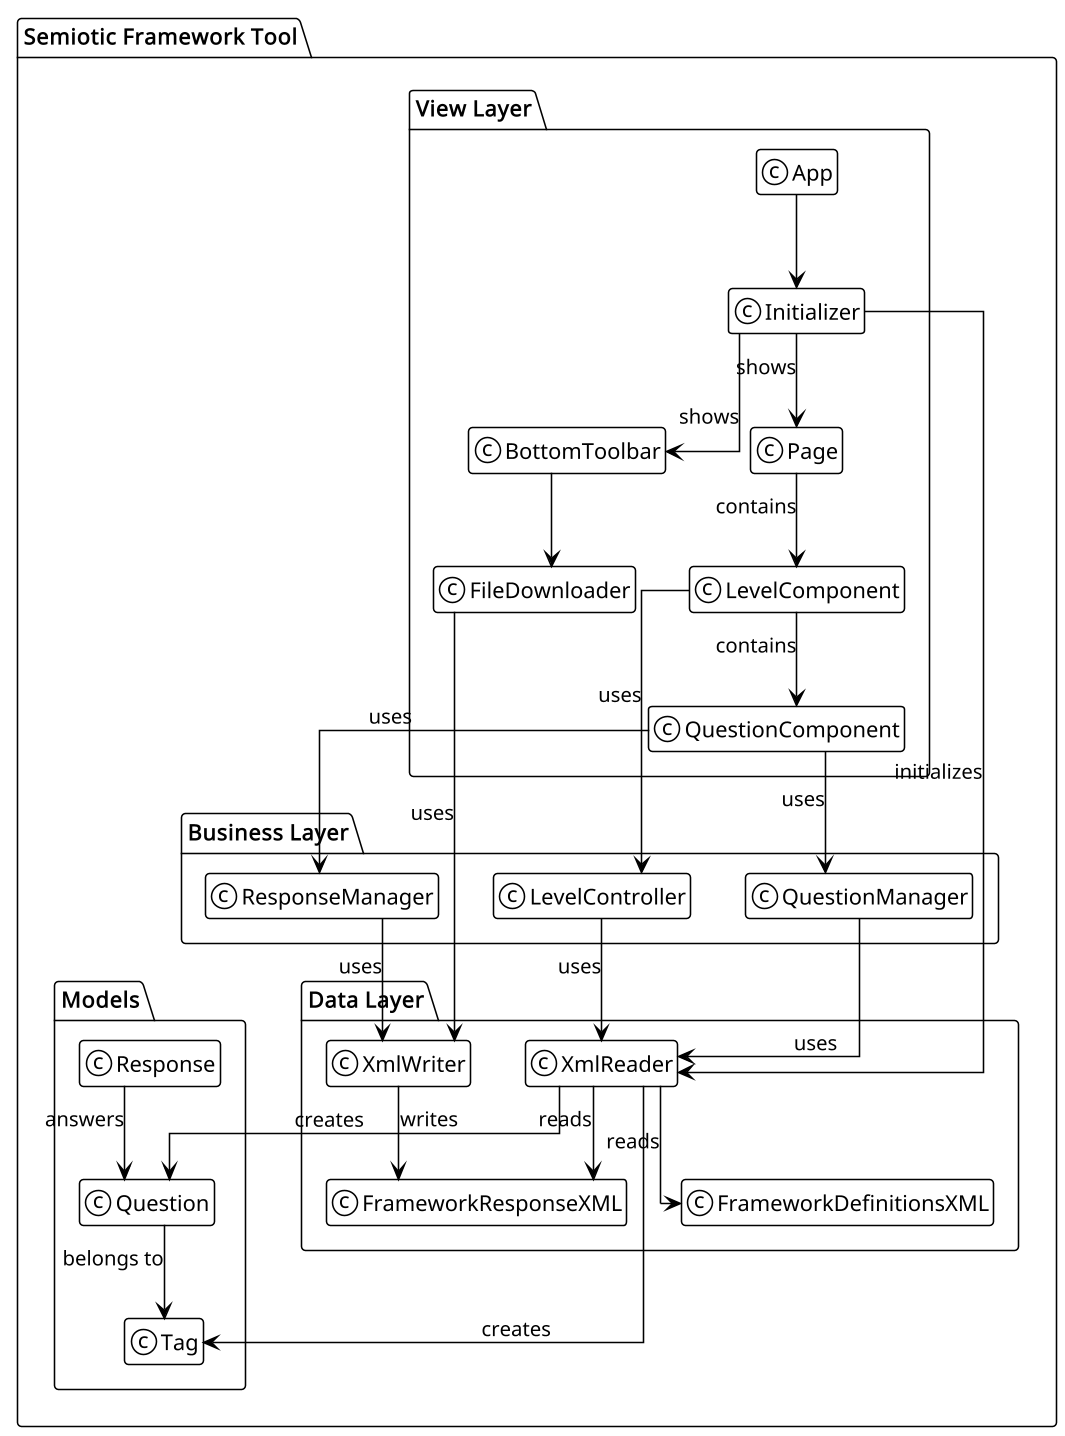 Semiotic Framework Tool
View Layer
C App
C Initializer
shows
shows
C BottomToolbar
C Page
contains
C FileDownloader
C LevelComponent
contains
uses
uses
C QuestionComponent
initializes
uses
uses
Business Layer
C ResponseManager
C LevelController
C QuestionManager
uses
uses
Models
Data Layer
uses
C Response
C XmlWriter
C XmlReader
answers
creates
writes
reads
reads
C Question
C FrameworkResponseXML
C FrameworkDefinitionsXML
belongs to
creates
C Tag